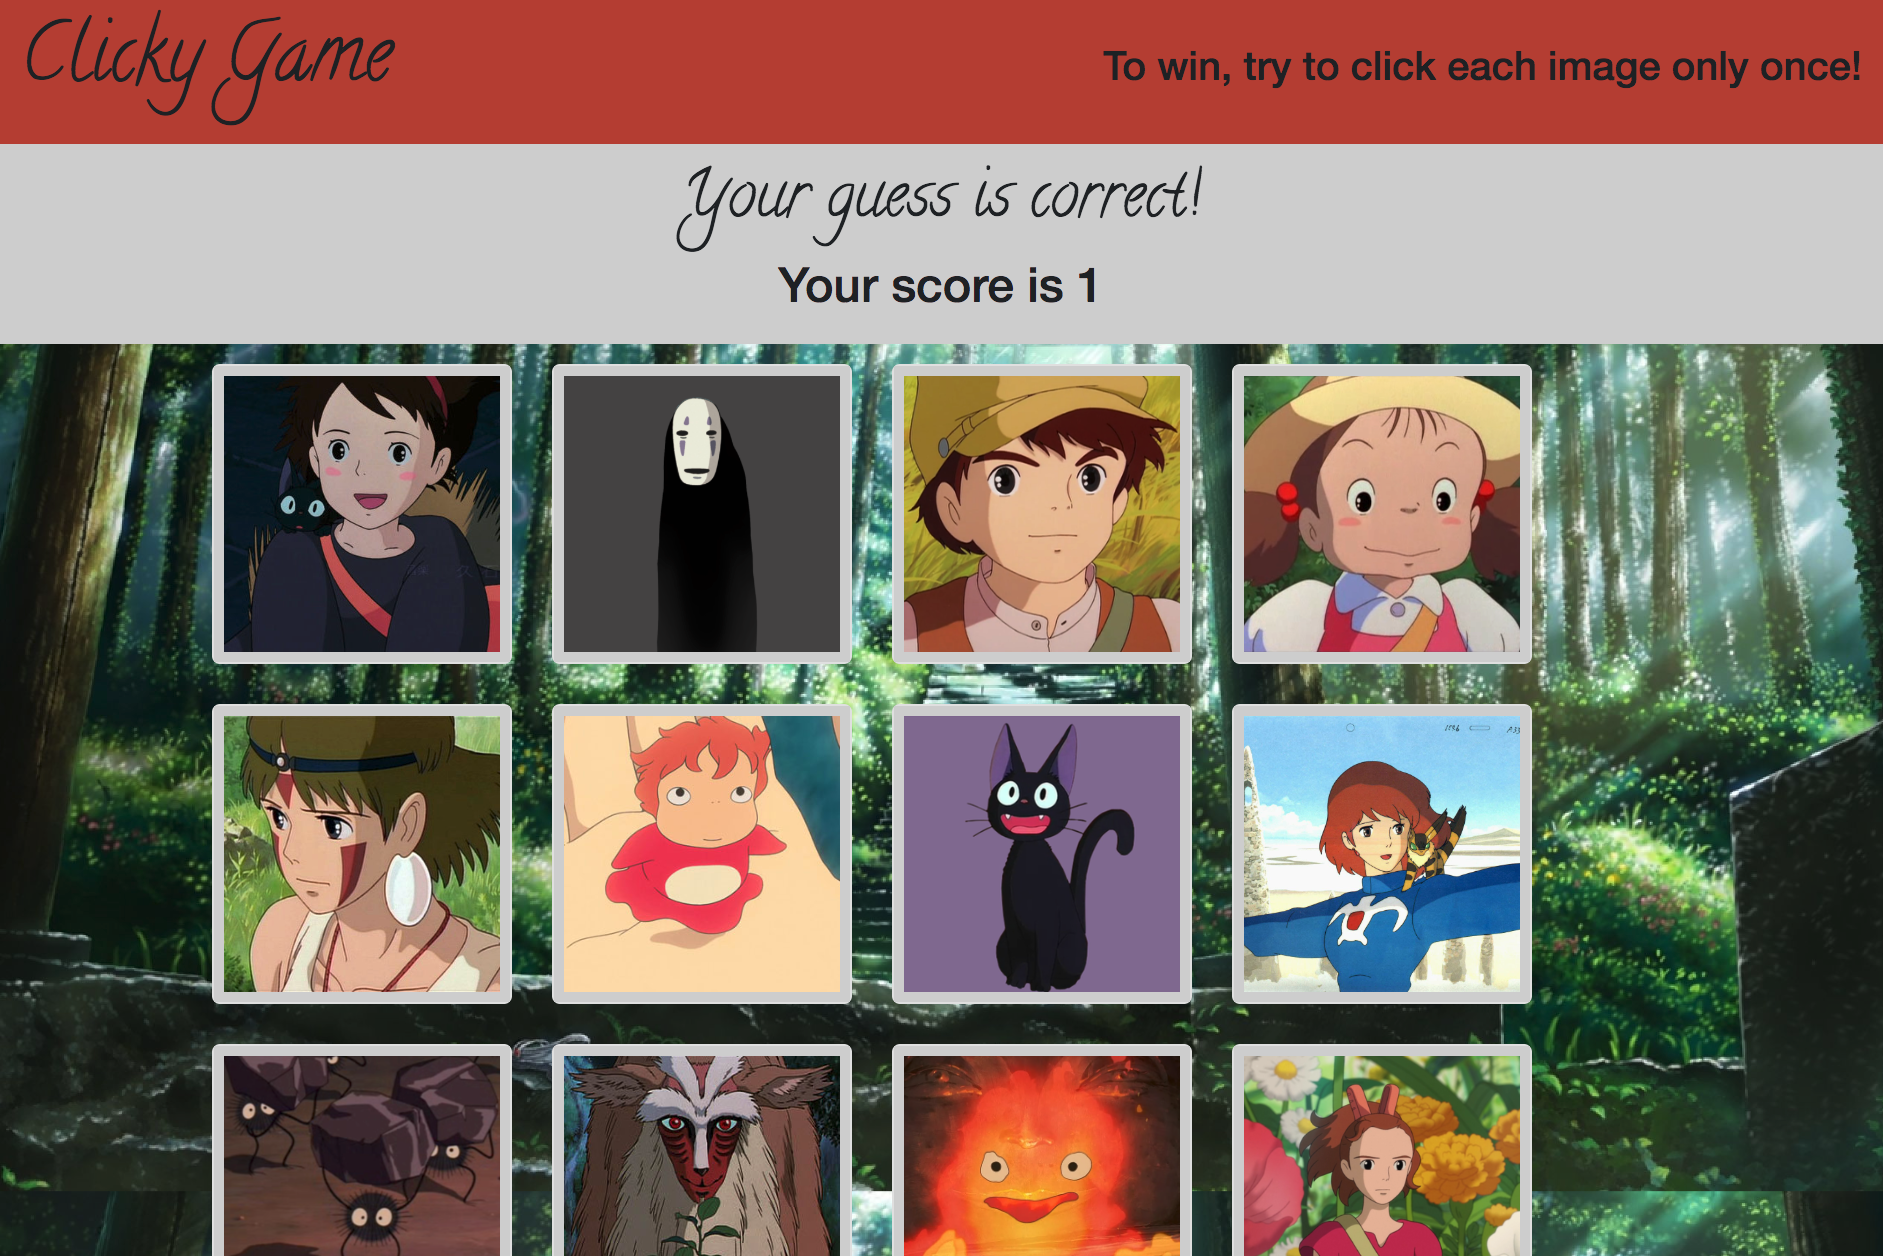 Clicky Game
To win, try to click each image only once!
Your guess is correct!
Your score is 1